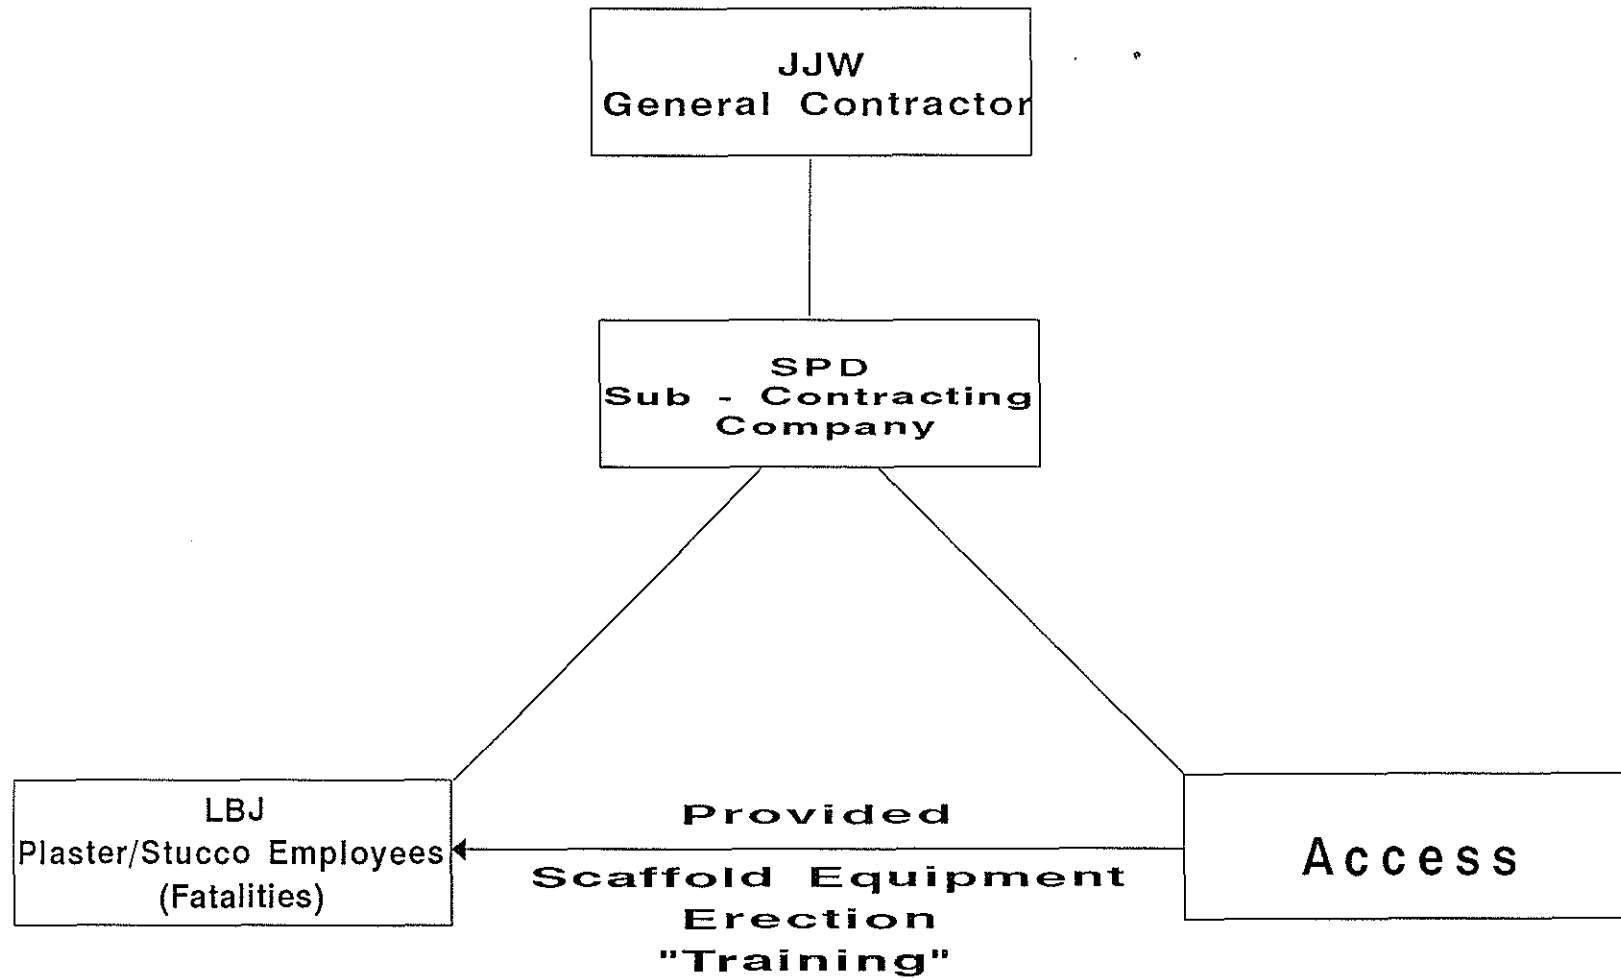 JJW
General Contractor
SPD
Sub - Contracting
Company
LBJ
Plaster/Stucco Employees
(Fatalities)
Provided
Scaffold Equipment
Erection
"Training"
Access